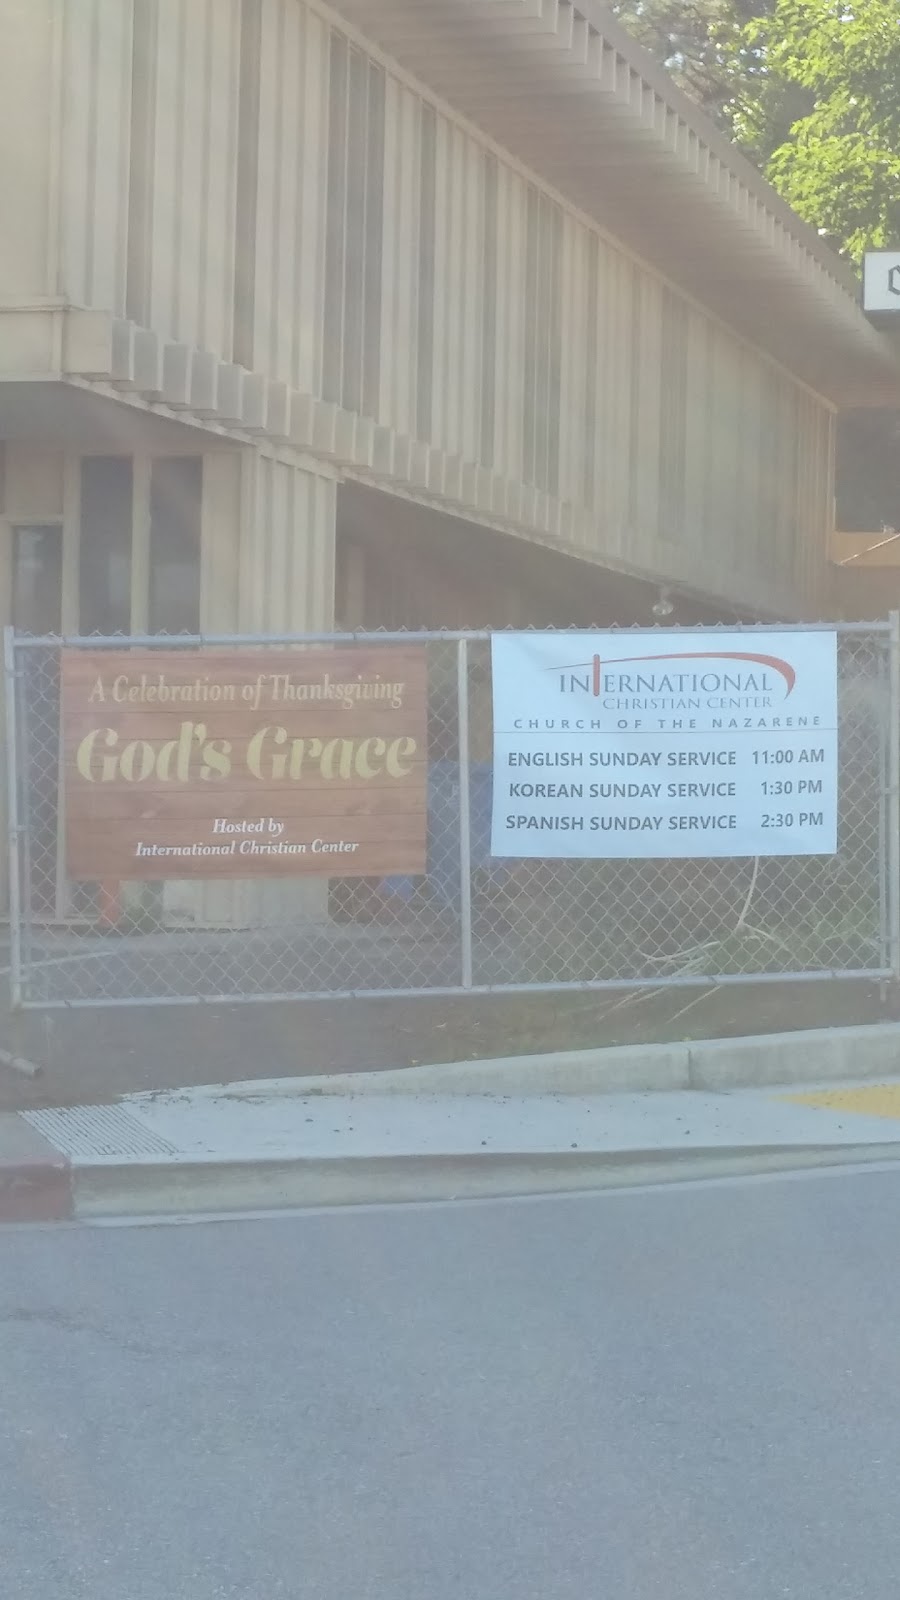 A Celebration of Thanksgiving
God's Grace
Hosted by
International Christian Center
INTERNATIONAL
CHRISTIAN CENTER
CHURCH OF THE NAZARENE
ENGLISH SUNDAY SERVICE 11:00 AM
KOREAN SUNDAY SERVICE 1:30 PM
SPANISH SUNDAY SERVICE 2:30 PM